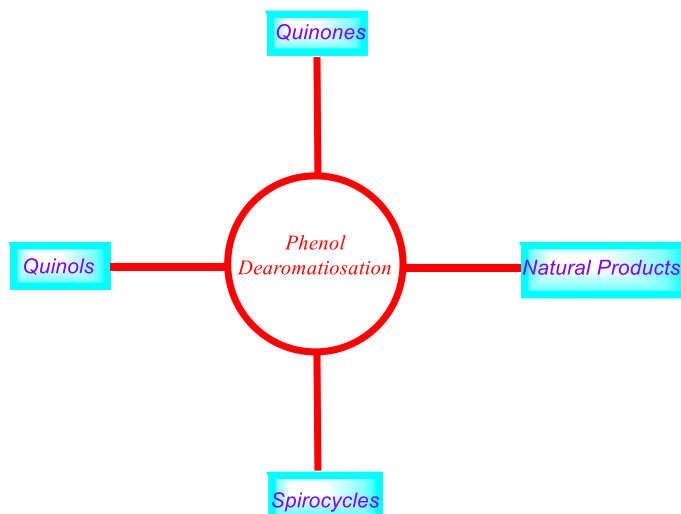 Quinones
Phenol
Dearomatiosation
Quinols
Natural Products
Spirocycles